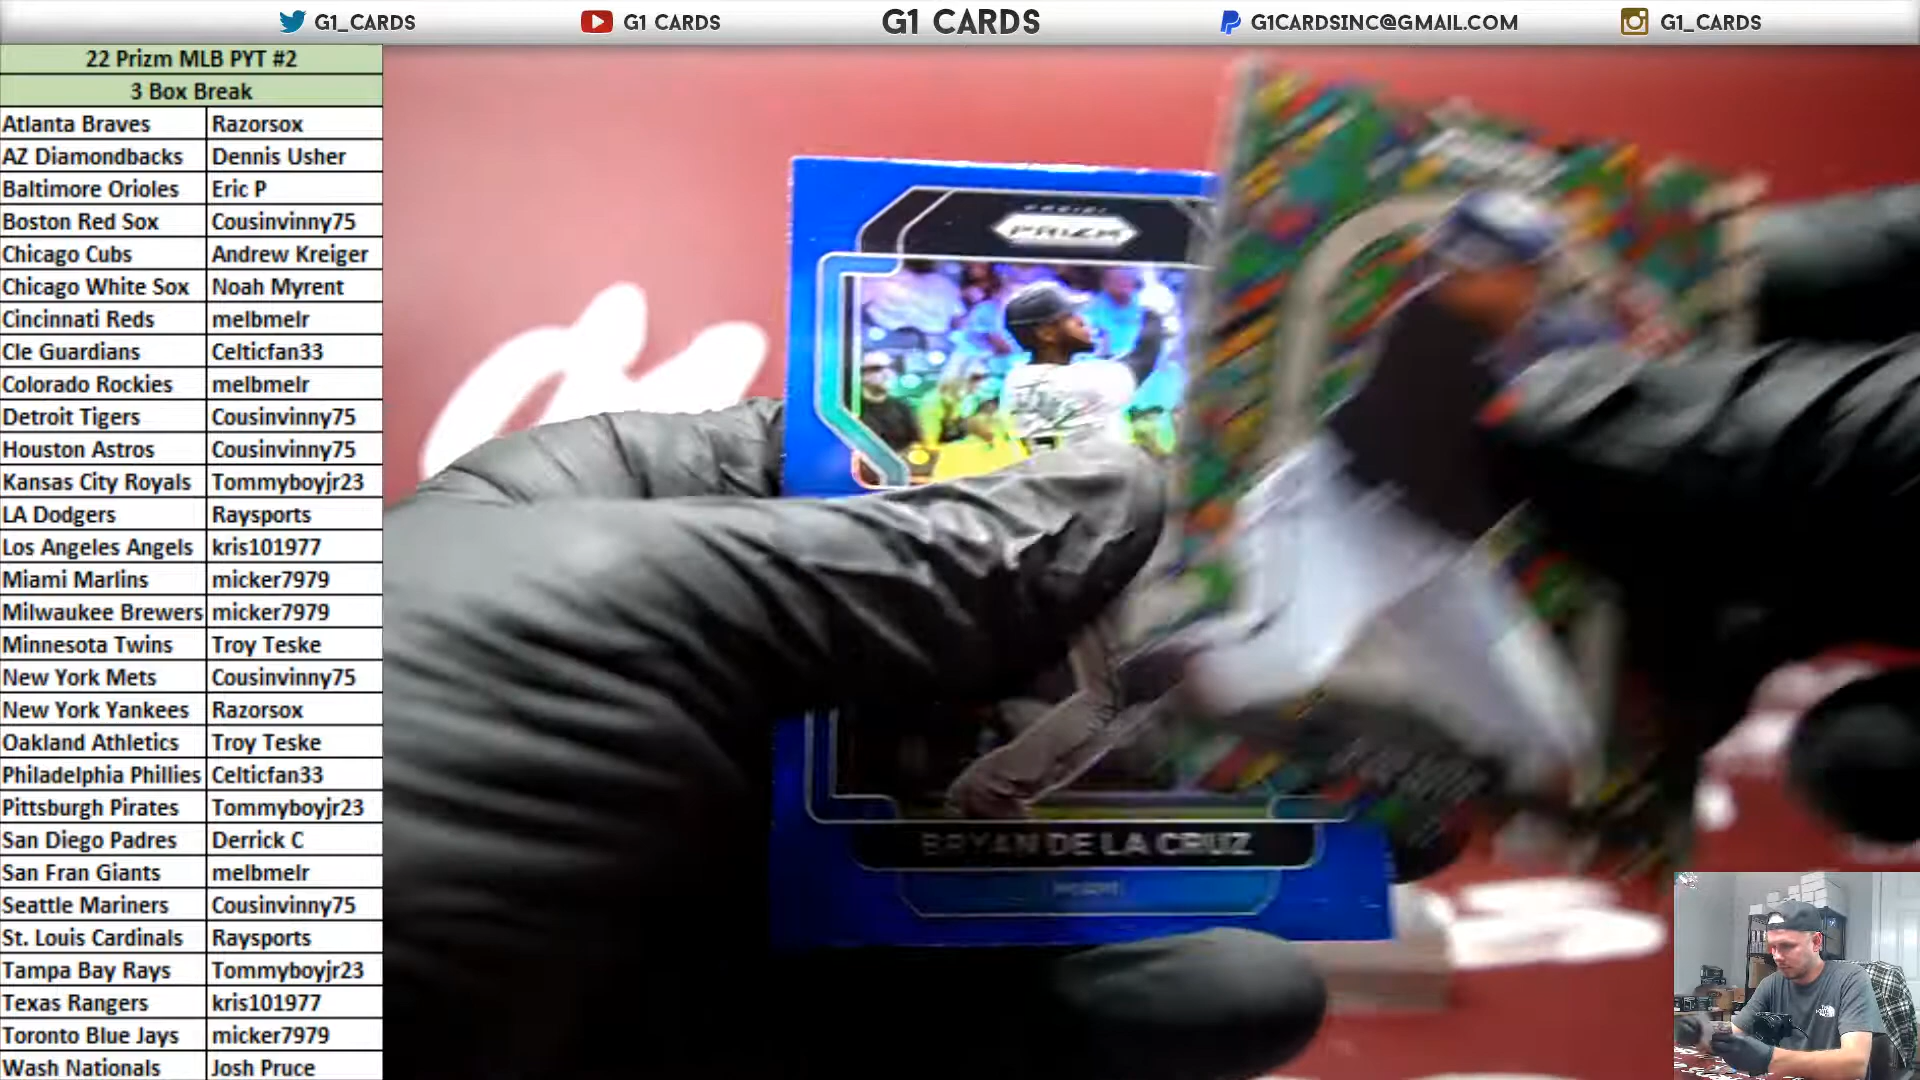 G1_CARDS G1 CARDS G1 CARDS G1CARDSINC@GMAIL.COM G1_CARDS
22 Prizm MLB PYT #2
3 Box Break
Atlanta Braves Razorsox
AZ Diamondbacks Dennis Usher
Baltimore Orioles Eric P
Boston Red Sox Cousinvinny75
Chicago Cubs Andrew Kreiger
Chicago White Sox Noah Myrent
Cincinnati Reds melbmelr
Cle Guardians Celticfan33
Colorado Rockies melbmelr
Detroit Tigers Cousinvinny75
Houston Astros Cousinvinny75
Kansas City Royals Tommyboyjr23
LA Dodgers Raysports
Los Angeles Angels kris101977
Miami Marlins micker7979
Milwaukee Brewers micker7979
Minnesota Twins Troy Teske
New York Mets Cousinvinny75
New York Yankees Razorsox
Oakland Athletics Troy Teske
Philadelphia Phillies Celticfan33
Pittsburgh Pirates Tommyboyjr23
San Diego Padres Derrick C
San Fran Giants melbmelr
Seattle Mariners Cousinvinny75
St. Louis Cardinals Raysports
Tampa Bay Rays Tommyboyjr23
Texas Rangers kris101977
Toronto Blue Jays micker7979
Wash Nationals Josh Pruce
PANINI
PRIZM
BRYAN DE LA CRUZ
MIAMI